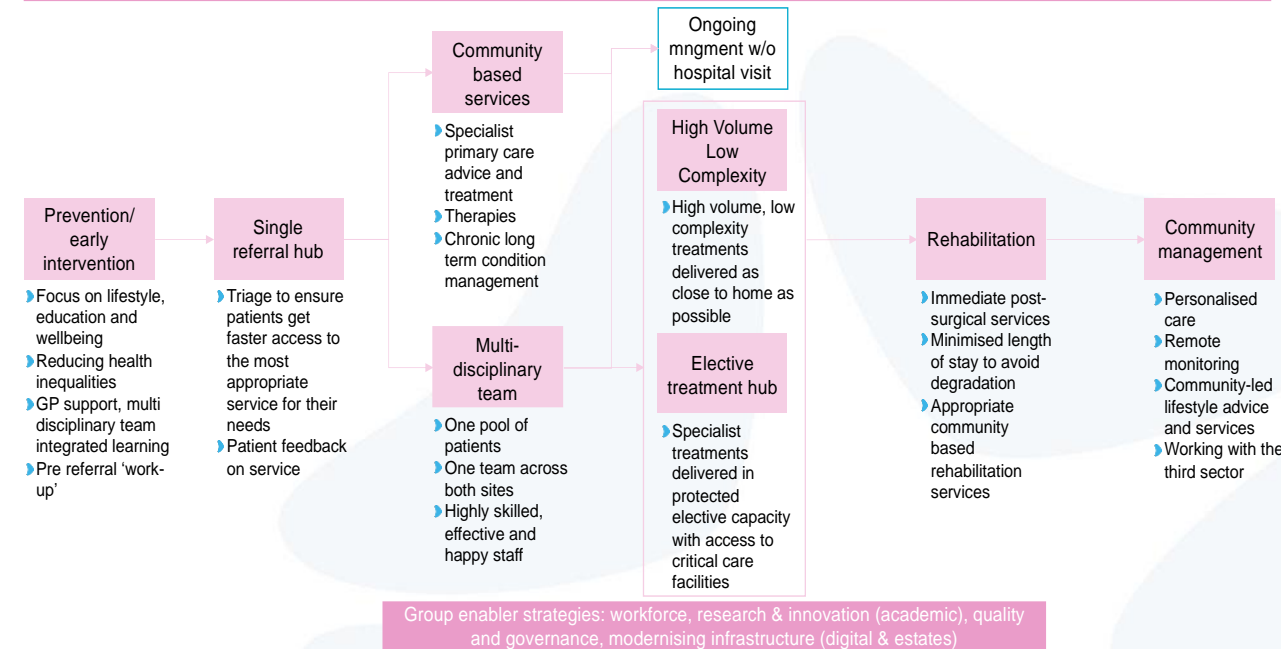 Prevention/
early
intervention
Focus on lifestyle,
education and
wellbeing
Reducing health
inequalities
GP support, multi
disciplinary team
integrated learning
Pre referral ‘work-
up’
Single
referral hub
Triage to ensure
patients get
faster access to
the most
appropriate
service for their
needs
Patient feedback
on service
Community
based
services
Specialist
primary care
advice and
treatment
Therapies
Chronic long
term condition
management
Multi-
disciplinary
team
One pool of
patients
One team across
both sites
Highly skilled,
effective and
happy staff
Ongoing
mngment w/o
hospital visit
High Volume
Low
Complexity
High volume, low
complexity
treatments
delivered as
close to home as
possible
Elective
treatment hub
Specialist
treatments
delivered in
protected
elective capacity
with access to
critical care
facilities
Rehabilitation
Immediate post-
surgical services
Minimised length
of stay to avoid
degradation
Appropriate
community
based
rehabilitation
services
Community
management
Personalised
care
Remote
monitoring
Community-led
lifestyle advice
and services
Working with the
third sector
Group enabler strategies: workforce, research & innovation (academic), quality
and governance, modernising infrastructure (digital & estates)